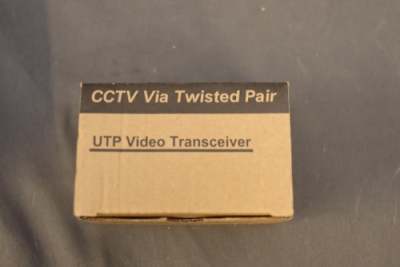 CCTV Via Twisted Pair
UTP Video Transceiver